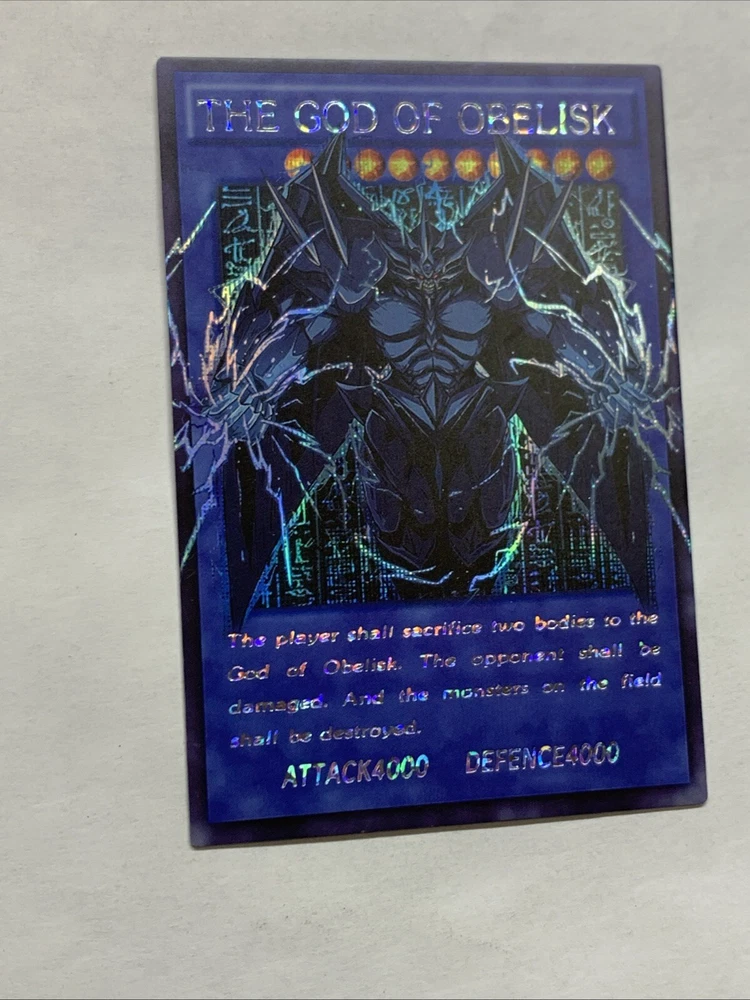 THE GOD OF OBELISK
The player shall sacrifice two bodies to the
God of Obelisk. The opponent shall be
damaged. And the monsters on the field
shall be destroyed.
ATTACK4000 DEFENCE4000